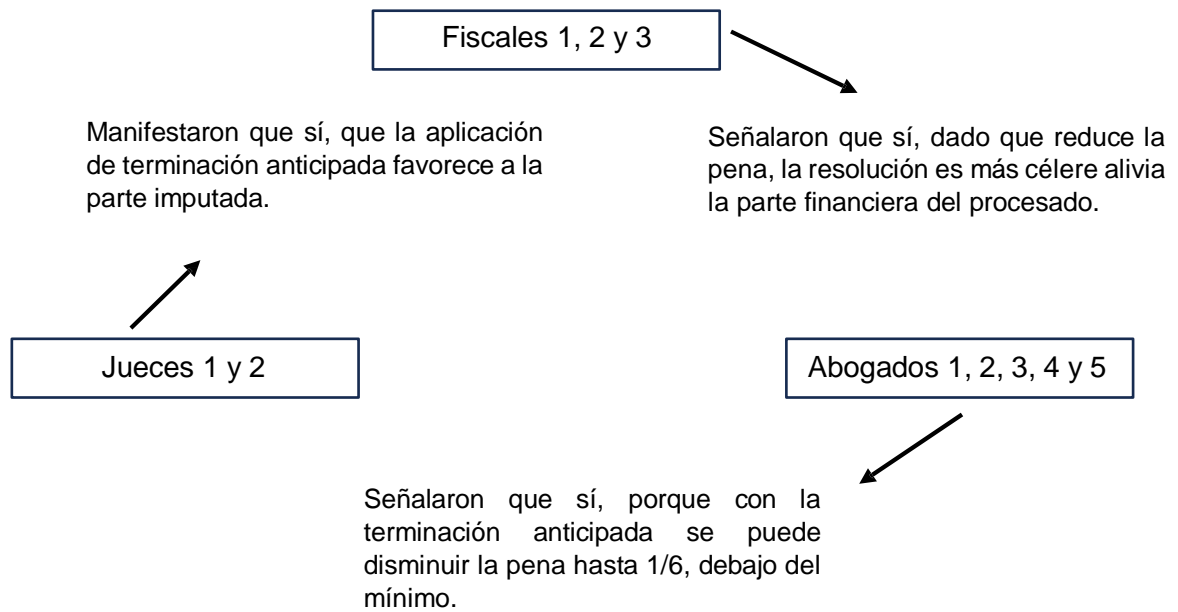 Fiscales 1, 2 y 3
Manifestaron que sí, que la aplicación
de terminación anticipada favorece a la
parte imputada.
Señalaron que sí, dado que reduce la
pena, la resolución es más célere alivia
la parte financiera del procesado.
Jueces 1 y 2
Abogados 1, 2, 3, 4 y 5
Señalaron que sí, porque con la
terminación anticipada se puede
disminuir la pena hasta 1/6, debajo del
mínimo.